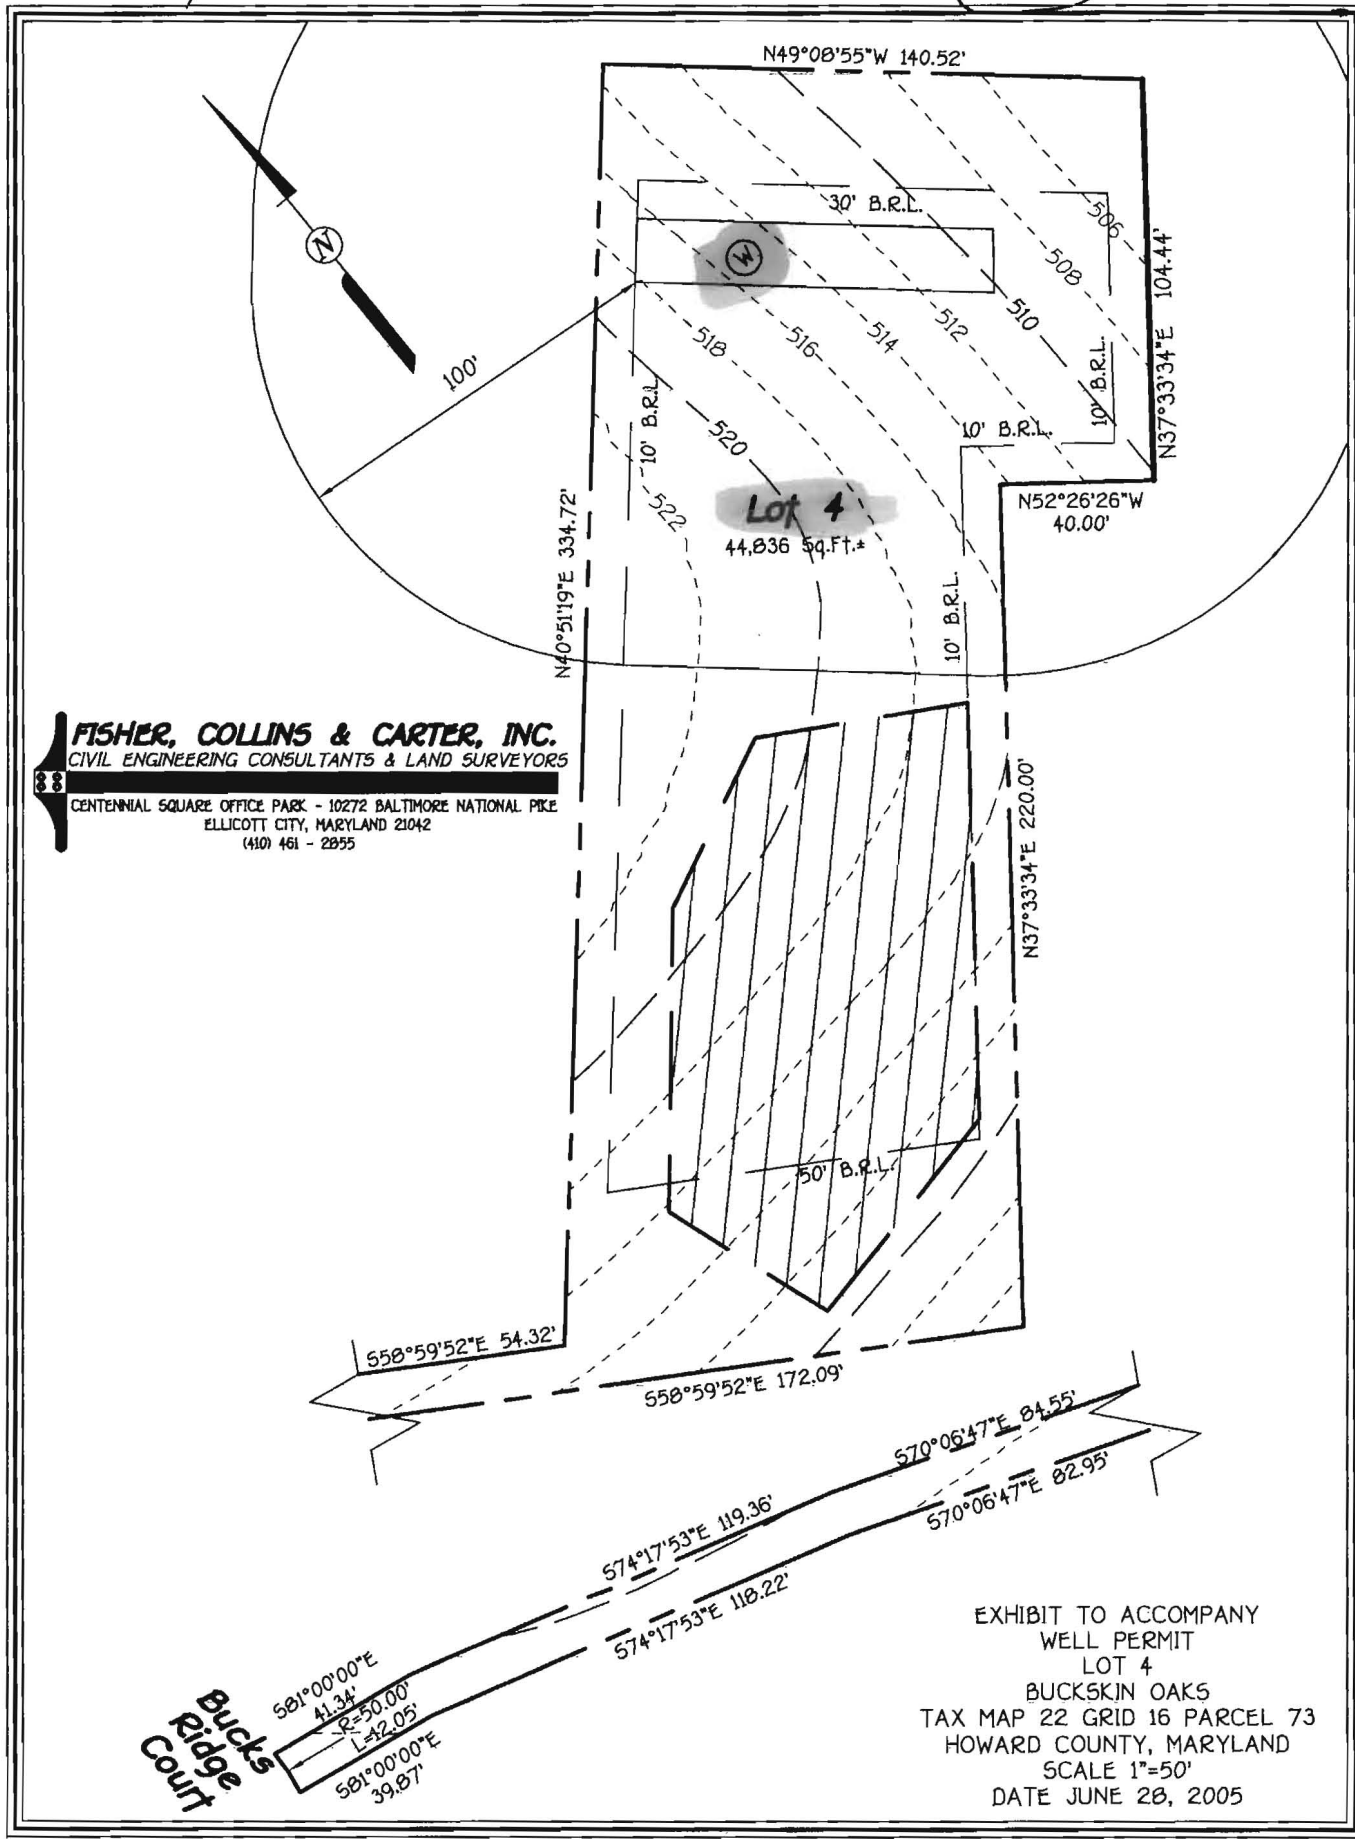 N49°08'55"W 140.52'
N
30' B.R.L.
W
506
508
510
512
514
516
518
520
522
100'
10' B.R.L.
10' B.R.L.
10' B.R.L.
10' B.R.L.
N37°33'34"E 104.44'
N52°26'26"W
40.00'
Lot 4
44,836 Sq.Ft.±
N40°51'19"E 334.72'
FISHER, COLLINS & CARTER, INC.
CIVIL ENGINEERING CONSULTANTS & LAND SURVEYORS
CENTENNIAL SQUARE OFFICE PARK - 10272 BALTIMORE NATIONAL PIKE
ELLICOTT CITY, MARYLAND 21042
(410) 461 - 2855
N37°33'34"E 220.00'
50' B.R.L.
S58°59'52"E 54.32'
S58°59'52"E 172.09'
S70°06'47"E 84.55'
S70°06'47"E 82.95'
S74°17'53"E 119.36'
S74°17'53"E 118.22'
S81°00'00"E
41.34'
R=50.00'
L=12.05'
S81°00'00"E
39.87'
Bucks
Ridge
Court
EXHIBIT TO ACCOMPANY
WELL PERMIT
LOT 4
BUCKSKIN OAKS
TAX MAP 22 GRID 16 PARCEL 73
HOWARD COUNTY, MARYLAND
SCALE 1"=50'
DATE JUNE 28, 2005